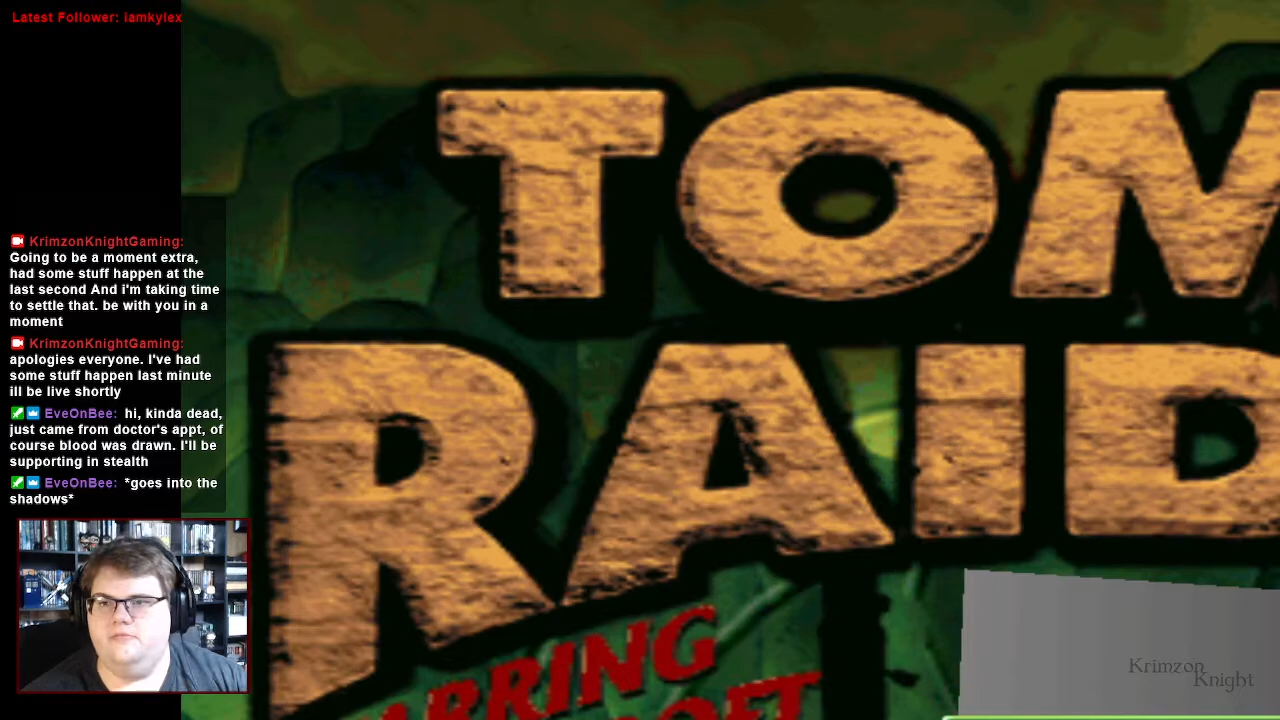 Latest Follower: iamkylex
TOM
RAID
RRING
OFT
KrimzonKnightGaming:
Going to be a moment extra,
had some stuff happen at the
last second And i'm taking time
to settle that. be with you in a
moment
KrimzonKnightGaming:
apologies everyone. I've had
some stuff happen last minute
ill be live shortly
EveOnBee: hi, kinda dead,
just came from doctor's appt, of
course blood was drawn. I'll be
supporting in stealth
EveOnBee: *goes into the
shadows*
Krimzon
Knight